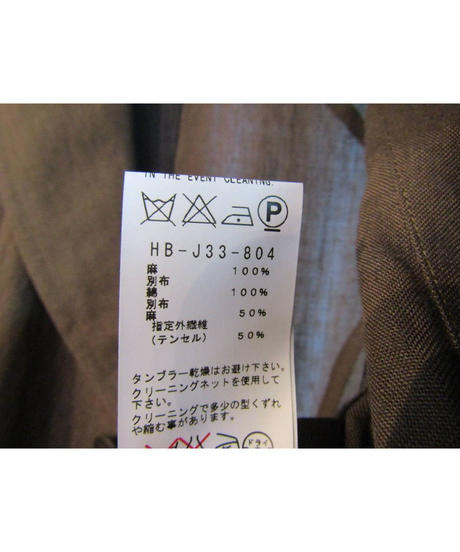 IN THE EVENT CLEANING.
P
HB-J33-804
麻 100%
別布
綿 100%
別布
麻 50%
指定外繊維
(テンセル) 50%
タンブラー乾燥はお避け下さい。
クリーニングネットを使用して
下さい。
クリーニングで多少の型くずれ
や縮む事があります。
ドライ